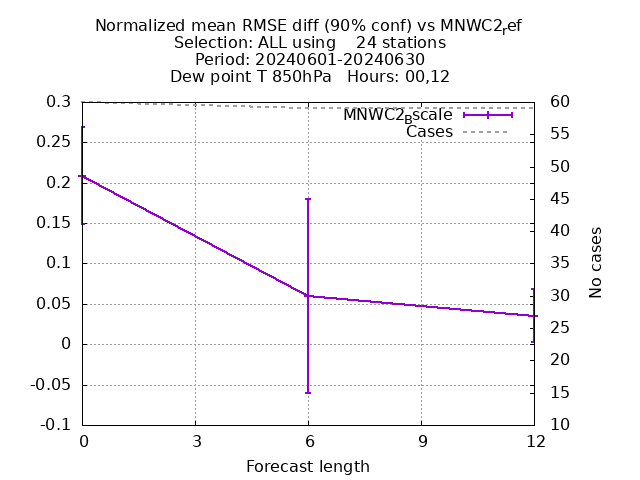 Normalized mean RMSE diff (90% conf) vs MNWC2ref
Selection: ALL using    24 stations
Period: 20240601-20240630
Dew point T 850hPa   Hours: 00,12
MNWC2Bscale
Cases
0.3
0.25
0.2
0.15
0.1
0.05
0
-0.05
-0.1
60
55
50
45
40
35
30
25
20
15
10
No cases
0 3 6 9 12
Forecast length